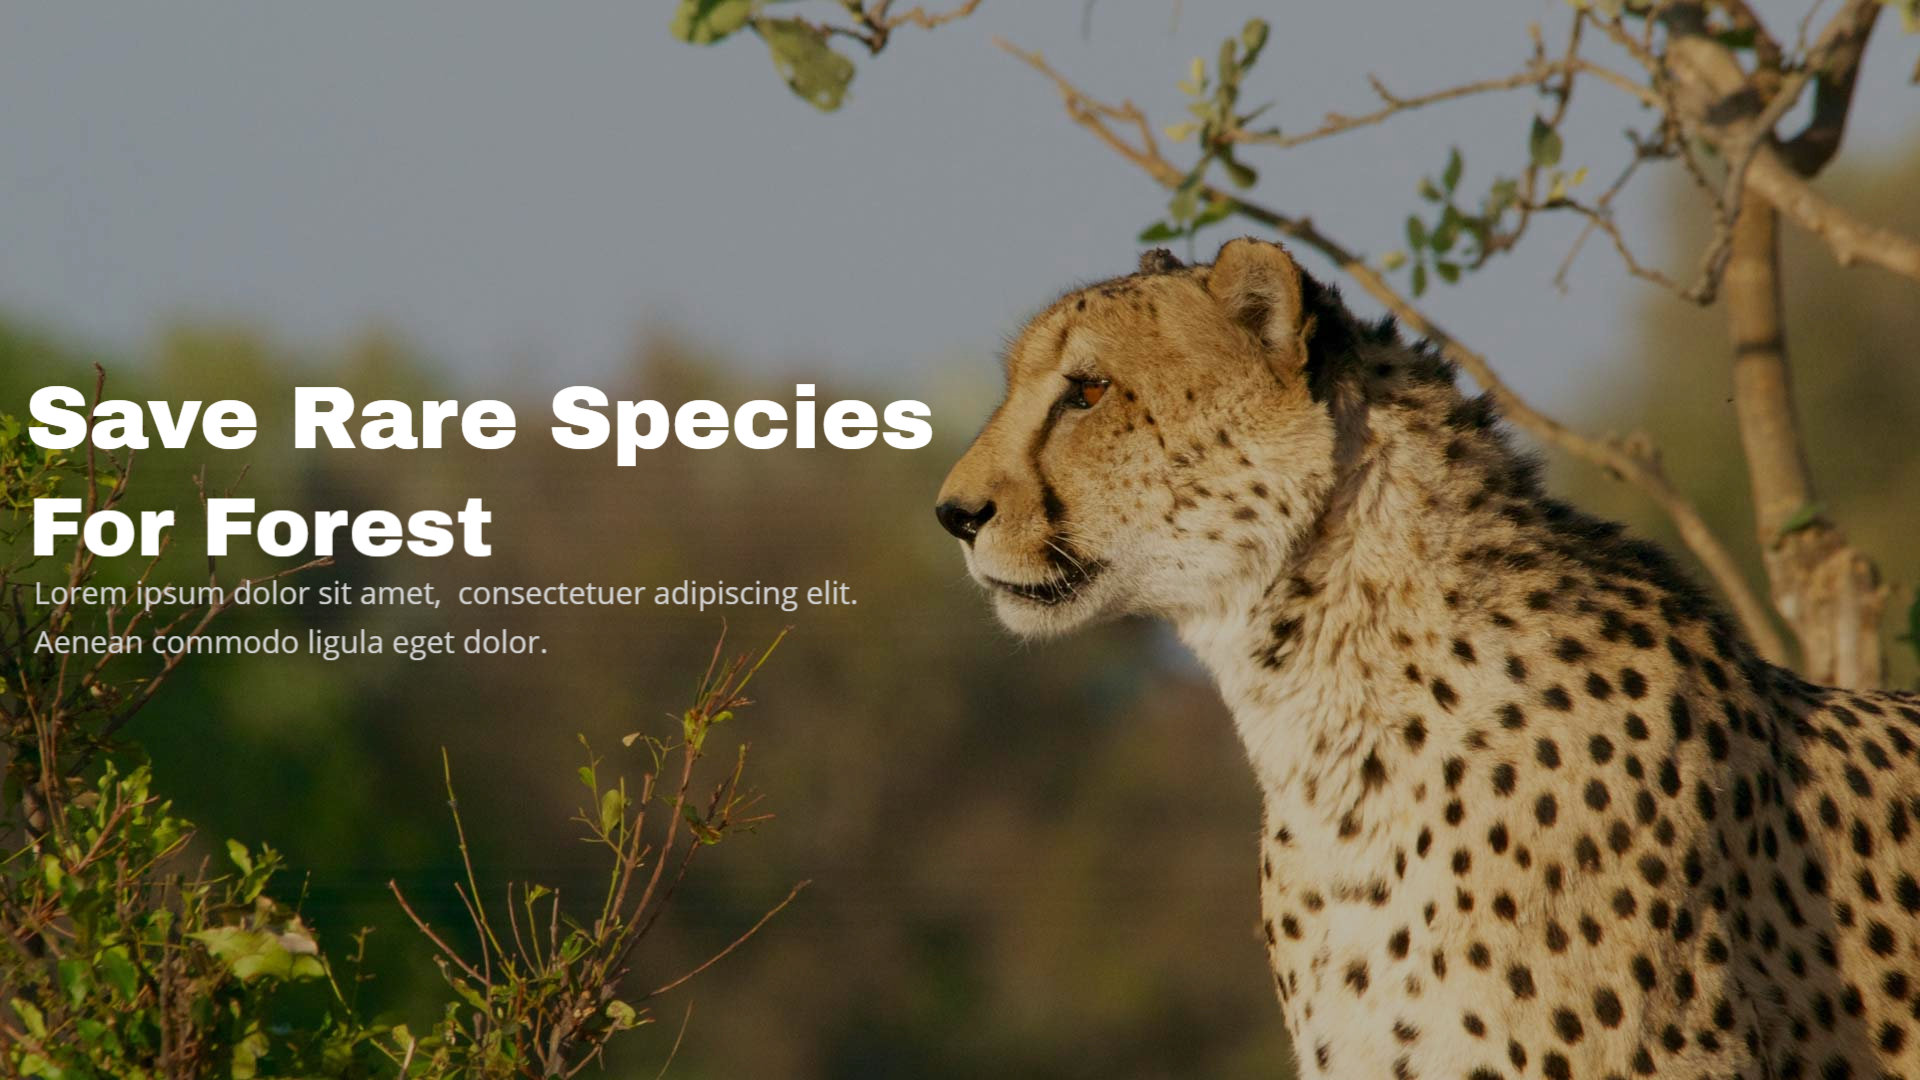 Save Rare Species
For Forest
Lorem ipsum dolor sit amet,  consectetuer adipiscing elit.
Aenean commodo ligula eget dolor.